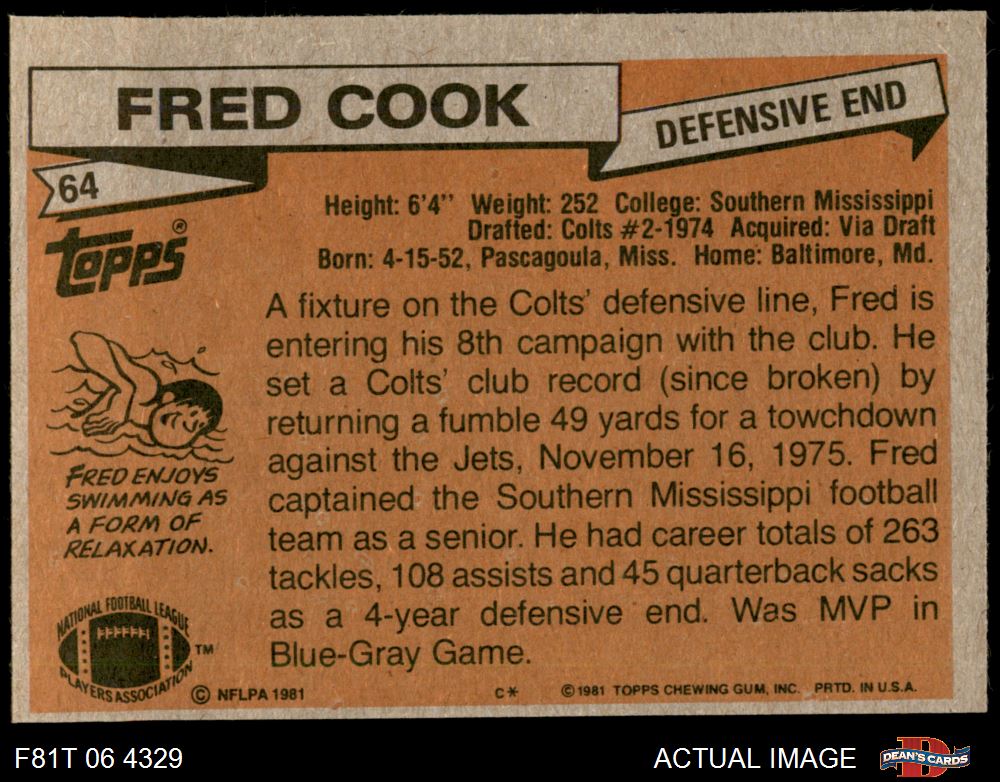 FRED COOK
DEFENSIVE END
64
Height: 6'4" Weight: 252 College: Southern Mississippi
Drafted: Colts #2-1974 Acquired: Via Draft
Born: 4-15-52, Pascagoula, Miss. Home: Baltimore, Md.
Topps®
A fixture on the Colts' defensive line, Fred is
entering his 8th campaign with the club. He
set a Colts' club record (since broken) by
returning a fumble 49 yards for a towchdown
against the Jets, November 16, 1975. Fred
captained the Southern Mississippi football
team as a senior. He had career totals of 263
tackles, 108 assists and 45 quarterback sacks
as a 4-year defensive end. Was MVP in
Blue-Gray Game.
FRED ENJOYS
SWIMMING AS
A FORM OF
RELAXATION.
NATIONAL FOOTBALL LEAGUE
PLAYERS ASSOCIATION
TM
© NFLPA 1981
C*
© 1981 TOPPS CHEWING GUM, INC. PRTD. IN U.S.A.
F81T 06 4329
ACTUAL IMAGE
D
DEAN'S CARDS